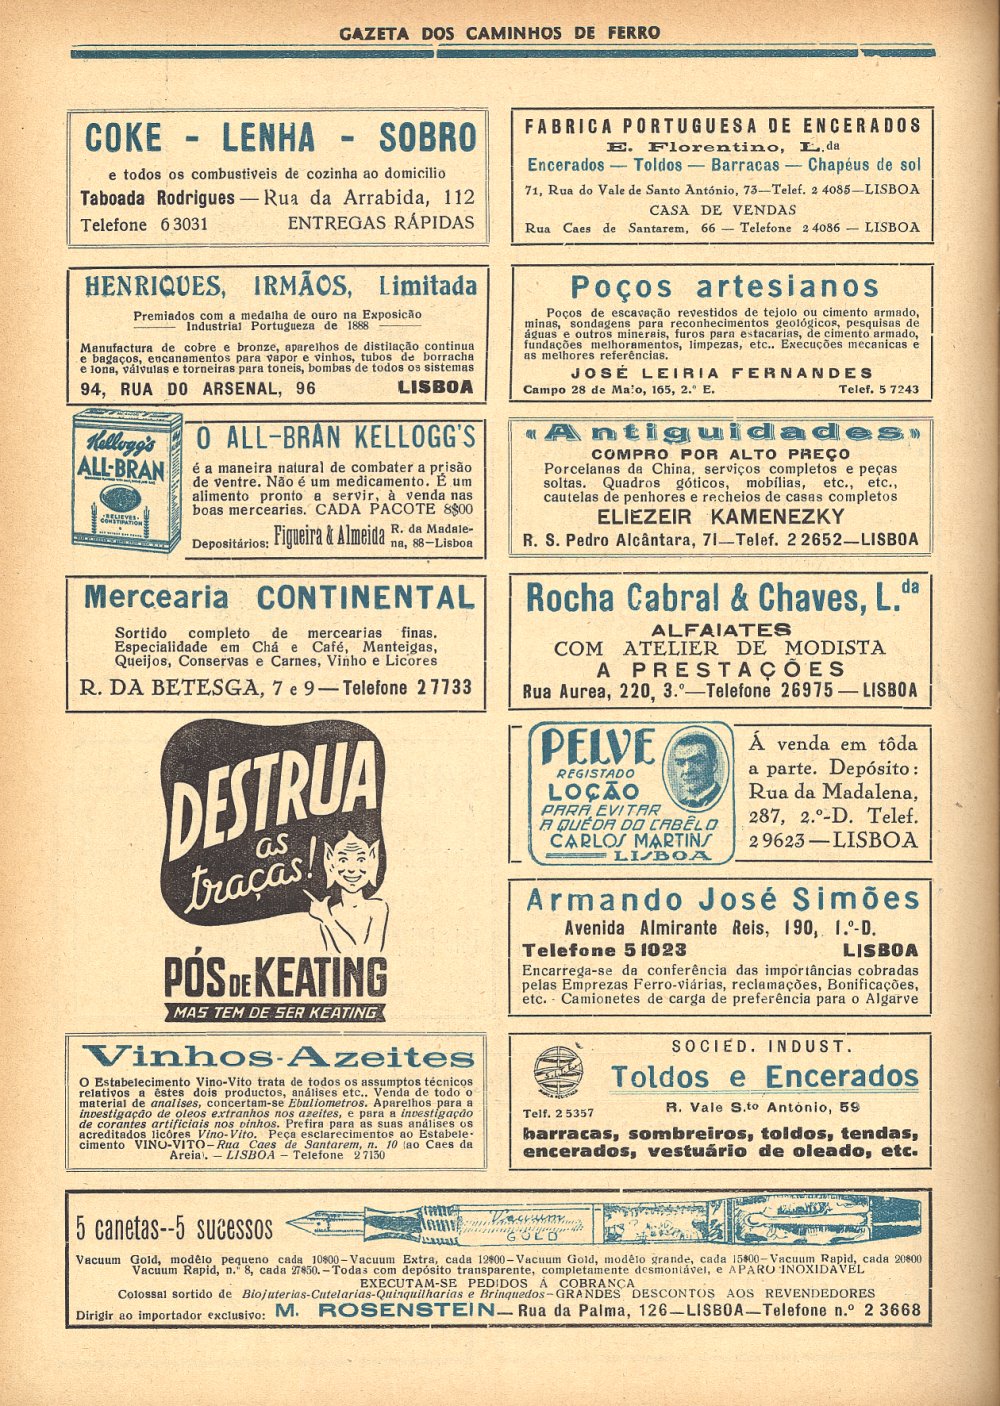 GAZETA DOS CAMINHOS DE FERRO
COKE - LENHA - SOBRO
e todos os combustiveis de cozinha ao domicilio
Taboada Rodrigues — Rua da Arrabida, 112
Telefone 63031 ENTREGAS RÁPIDAS
FABRICA PORTUGUESA DE ENCERADOS
E. Florentino, L.da
Encerados — Toldos — Barracas — Chapéus de sol
71, Rua do Vale de Santo António, 73—Telef. 2 4085—LISBOA
CASA DE VENDAS
Rua Caes de Santarem, 66 — Telefone 2 4086 — LISBOA
HENRIQUES, IRMÃOS, Limitada
Premiados com a medalha de ouro na Exposicão
Industrial Portugueza de 1888
Manufactura de cobre e bronze, aparelhos de distilação continua
e bagaços, encanamentos para vapor e vinhos, tubos de borracha
e lona, válvulas e torneiras para toneis, bombas de todos os sistemas
94, RUA DO ARSENAL, 96 LISBOA
Poços artesianos
Poços de escavação revestidos de tejolo ou cimento armado,
minas, sondagens para reconhecimentos geológicos, pesquisas de
águas e outros minerais, furos para estacarias, de cimento armado,
fundações melhoramentos, limpezas, etc.. Execuções mecanicas e
as melhores referências.
JOSÉ LEIRIA FERNANDES
Campo 28 de Maio, 165, 2.º E. Telef. 5 7243
Kellogg's
ALL-BRAN
RELIEVES
CONSTIPATION
O ALL-BRAN KELLOGG'S
é a maneira natural de combater a prisão
de ventre. Não é um medicamento. É um
alimento pronto a servir, à venda nas
boas mercearias. CADA PACOTE 8$00
Depositários: Figueira & Almeida R. da Madale-
na, 88–Lisboa
«Antiguidades»
COMPRO POR ALTO PREÇO
Porcelanas da China, serviços completos e peças
soltas. Quadros góticos, mobílias, etc., etc.,
cautelas de penhores e recheios de casas completos
ELIEZEIR KAMENEZKY
R. S. Pedro Alcântara, 71—Telef. 2 2652—LISBOA
Mercearia CONTINENTAL
Sortido completo de mercearias finas.
Especialidade em Chá e Café, Manteigas,
Queijos, Conservas e Carnes, Vinho e Licores
R. DA BETESGA, 7 e 9—Telefone 27733
Rocha Cabral & Chaves, L.da
ALFAIATES
COM ATELIER DE MODISTA
A PRESTAÇÕES
Rua Aurea, 220, 3.º—Telefone 26975 — LISBOA
DESTRUA
as
traças!
PÓS DE KEATING
MAS TEM DE SER KEATING
PELVE
REGISTADO
LOÇÃO
PARA EVITAR
A QUÉDA DO CABÊLO
CARLOS MARTINS
LISBOA
Á venda em tôda
a parte. Depósito:
Rua da Madalena,
287, 2.º-D. Telef.
2 9623—LISBOA
Armando José Simões
Avenida Almirante Reis, 190, 1.º-D.
Telefone 51023 LISBOA
Encarrega-se da conferência das importâncias cobradas
pelas Emprezas Ferro-viárias, reclamações, Bonificações,
etc. - Camionetes de carga de preferência para o Algarve
Vinhos-Azeites
O Estabelecimento Vino-Vito trata de todos os assumptos técnicos
relativos a êstes dois productos, análises etc.. Venda de todo o
material de análises, concertam-se Ebuliometros. Aparelhos para a
investigação de oleos extranhos nos azeites, e para a investigação
de corantes artificiais nos vinhos. Prefira para as suas análises os
acreditados licôres Vino-Vito. Peça esclarecimentos ao Estabele-
cimento VINO-VITO—Rua Caes de Santarem, n. 10 (ao Caes da
Areia). — LISBOA — Telefone 2 7130
SOCIED. INDUST.
Toldos e Encerados
Telf. 2 5357 R. Vale S.to António, 59
barracas, sombreiros, toldos, tendas,
encerados, vestuário de oleado, etc.
5 canetas--5 sucessos
Vacuum
GOLD
Vacuum Gold, modêlo pequeno cada 10$00—Vacuum Extra, cada 12$00—Vacuum Gold, modêlo grande, cada 15$00—Vacuum Rapid, cada 20$00
Vacuum Rapid, n.º 8, cada 27$50.—Todas com depósito transparente, completamente desmontável, e APARO INOXIDAVEL
EXECUTAM-SE PEDIDOS Á COBRANÇA
Colossal sortido de Biojuterias-Cutelarias-Quinquilharias e Brinquedos—GRANDES DESCONTOS AOS REVENDEDORES
Dirigir ao importador exclusivo: M. ROSENSTEIN—Rua da Palma, 126—LISBOA—Telefone n.º 2 3668